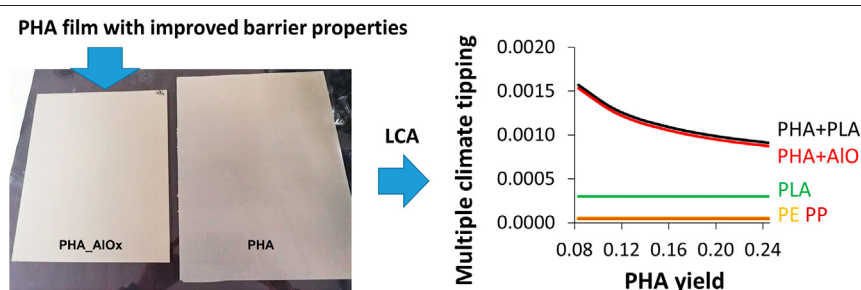 PHA film with improved barrier properties
PHA_AlOx
PHA
LCA
Multiple climate tipping
0.0020
0.0015
0.0010
0.0005
0.0000
0.08
0.12
0.16
0.20
0.24
PHA yield
PHA+PLA
PHA+AlO
PLA
PE PP